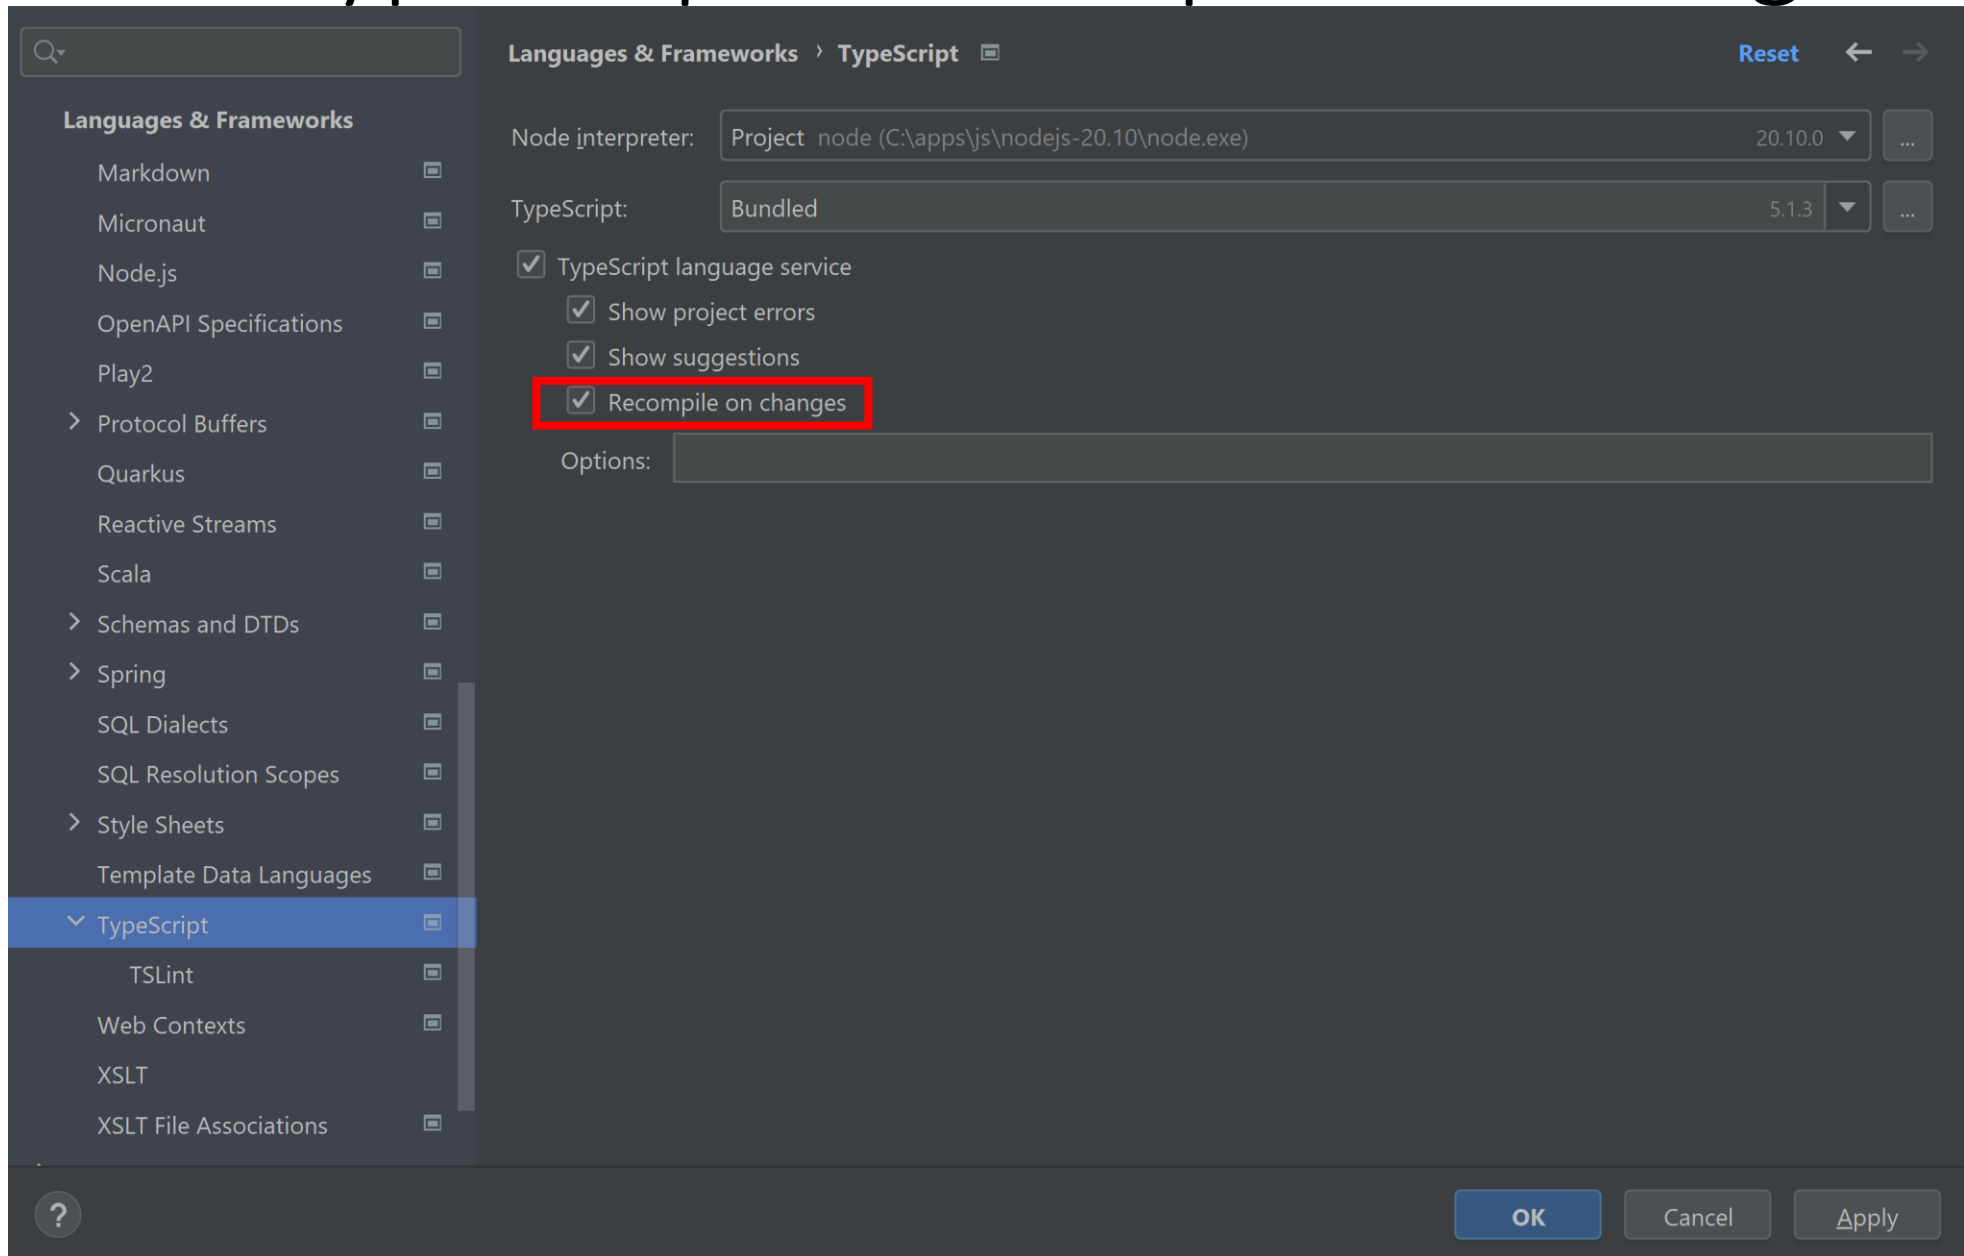 Languages & Frameworks
Markdown
Micronaut
Node.js
OpenAPI Specifications
Play2
Protocol Buffers
Quarkus
Reactive Streams
Scala
Schemas and DTDs
Spring
SQL Dialects
SQL Resolution Scopes
Style Sheets
Template Data Languages
TypeScript
TSLint
Web Contexts
XSLT
XSLT File Associations
Languages & Frameworks › TypeScript Reset
Node interpreter: Project node (C:\apps\js\nodejs-20.10\node.exe) 20.10.0 ...
TypeScript: Bundled 5.1.3 ...
TypeScript language service
Show project errors
Show suggestions
Recompile on changes
Options:
? OK Cancel Apply